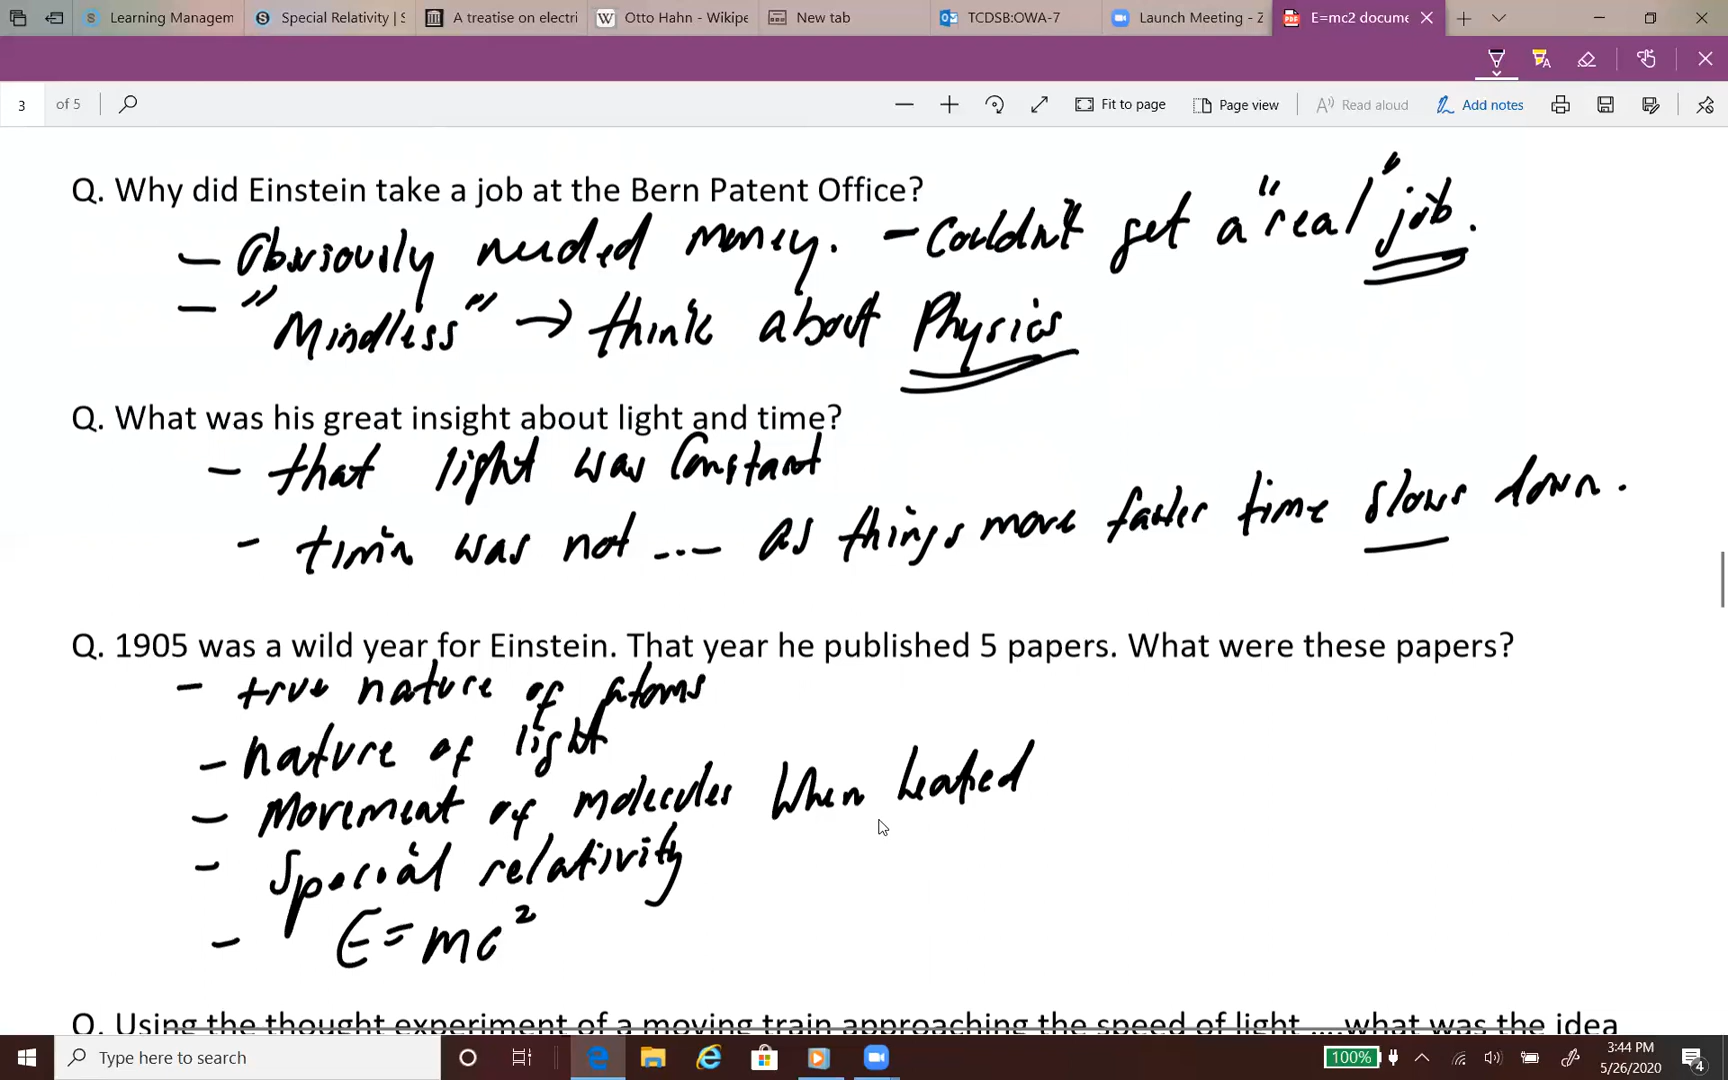 Learning Managem
Special Relativity | S
A treatise on electri
Otto Hahn - Wikipe
New tab
TCDSB:OWA-7
Launch Meeting - Z
E=mc2 docume
3 of 5
Fit to page
Page view
Read aloud
Add notes
Q. Why did Einstein take a job at the Bern Patent Office?
- Obviously needed money. - Couldn't get a "real" job.
- "Mindless" → think about Physics
Q. What was his great insight about light and time?
- that light was Constant
- was not .... as things move faster time slows down.
Q. 1905 was a wild year for Einstein. That year he published 5 papers. What were these papers?
- true nature of atoms
- nature of light
- Movement of molecules when heated
- Special relativity
- E=mc²
Q. Using the thought experiment of a moving train approaching the speed of light ....what was the idea
Type here to search
100%
3:44 PM
5/26/2020
4